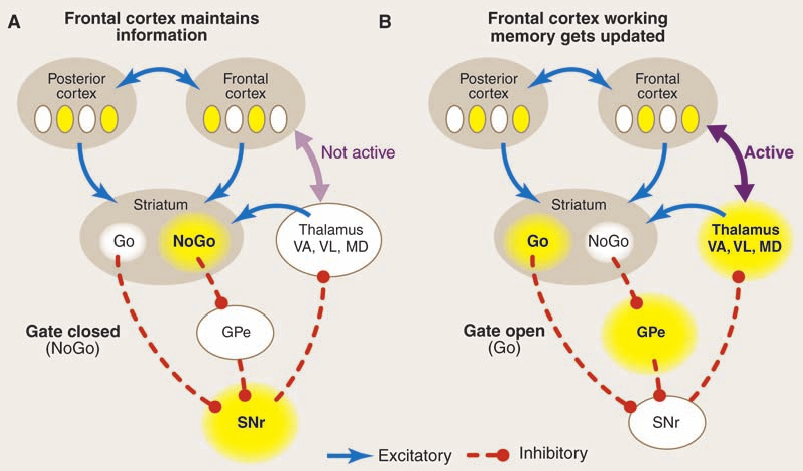 A
Frontal cortex maintains
information
Posterior
cortex
Frontal
cortex
Not active
Striatum
Go
NoGo
Thalamus
VA, VL, MD
Gate closed
(NoGo)
GPe
SNr
B
Frontal cortex working
memory gets updated
Posterior
cortex
Frontal
cortex
Active
Striatum
Go
NoGo
Thalamus
VA, VL, MD
Gate open
(Go)
GPe
SNr
Excitatory
Inhibitory